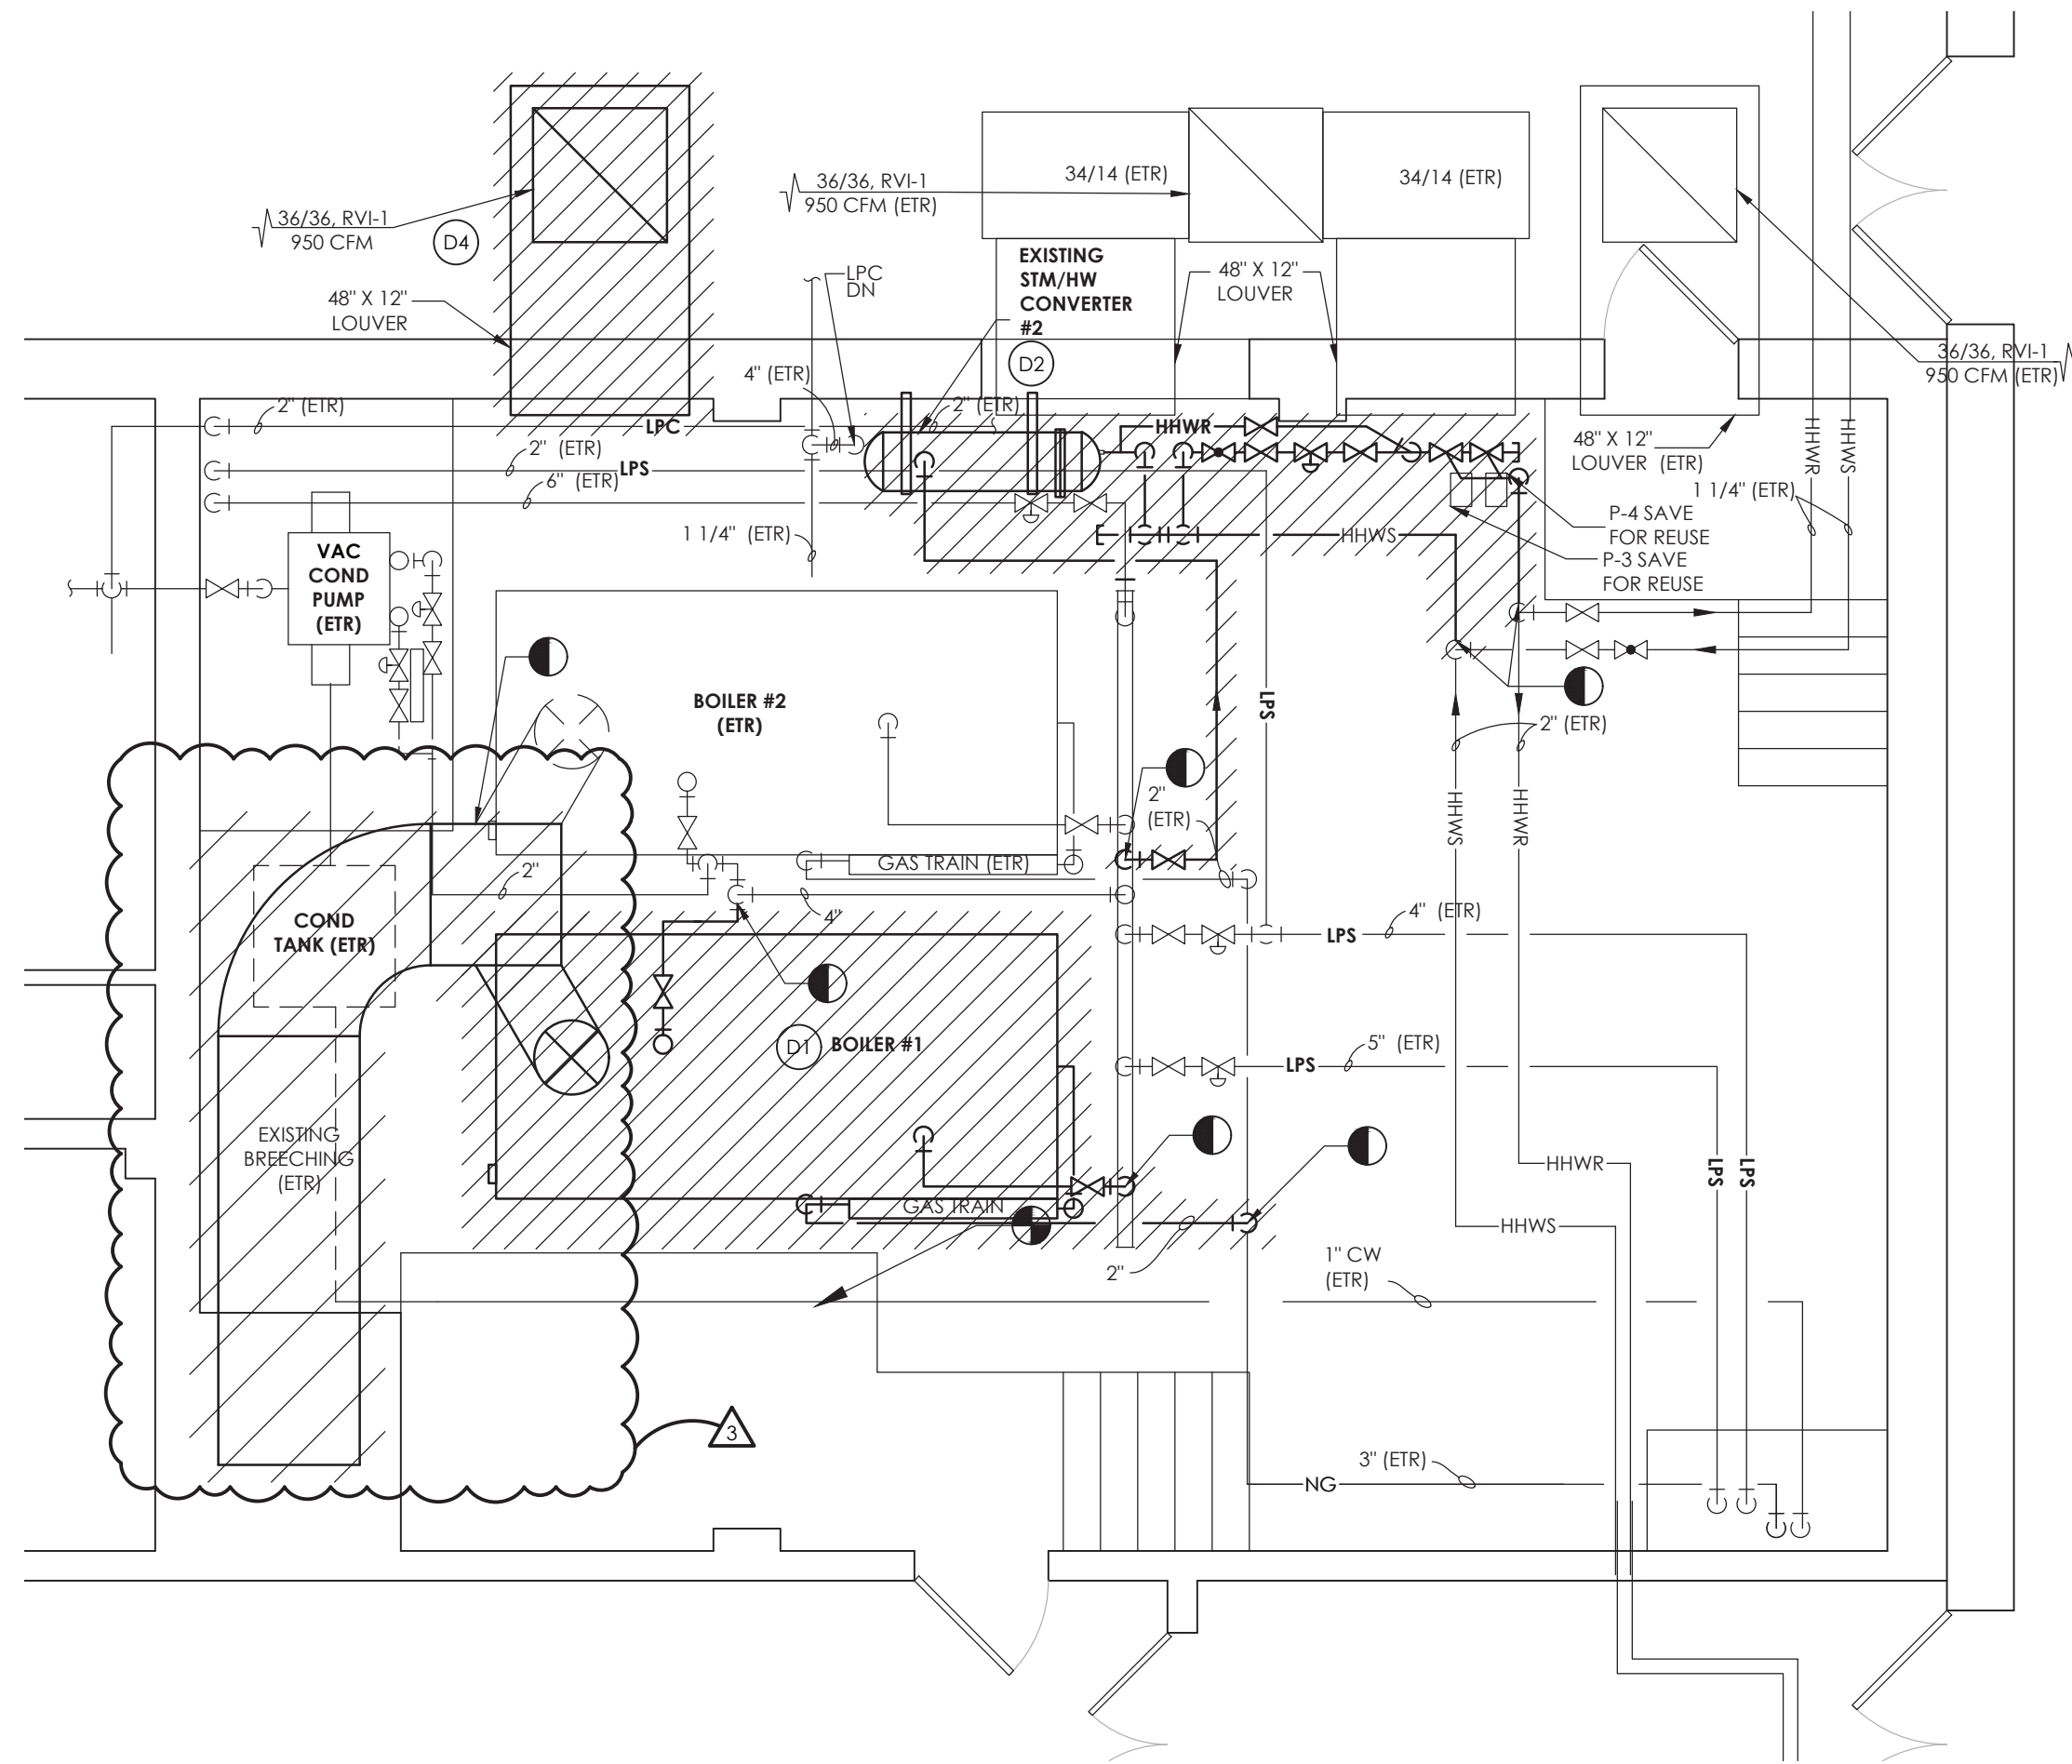 36/36, RVI-1
950 CFM
D4
48" X 12"
LOUVER
36/36, RVI-1
950 CFM (ETR)
34/14 (ETR)
34/14 (ETR)
EXISTING
STM/HW
CONVERTER
#2
D2
LPC
DN
48" X 12"
LOUVER
36/36, RVI-1
950 CFM (ETR)
4" (ETR)
2" (ETR)
LPC
2" (ETR)
HHWR
48" X 12"
LOUVER (ETR)
HHWR
HHWS
2" (ETR)
LPS
6" (ETR)
1 1/4" (ETR)
1 1/4" (ETR)
HHWS
P-4 SAVE
FOR REUSE
P-3 SAVE
FOR REUSE
VAC
COND
PUMP
(ETR)
BOILER #2
(ETR)
LPS
2" (ETR)
2"
(ETR)
HHWS
HHWR
GAS TRAIN (ETR)
2"
4"
COND
TANK (ETR)
4" (ETR)
LPS
D1
BOILER #1
5" (ETR)
LPS
EXISTING
BREECHING
(ETR)
HHWR
LPS
LPS
GAS TRAIN
HHWS
2"
1" CW
(ETR)
3
3" (ETR)
NG